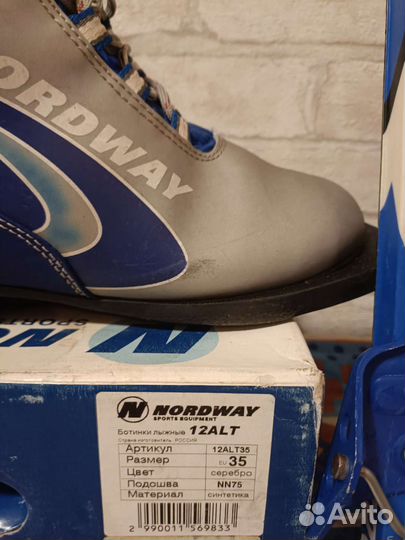 NORDWAY
NORDWAY
SPORTS EQUIPMENT
Ботинки лыжные 12ALT
Страна изготовитель: РОССИЯ
Артикул 12ALT35
Размер EU 35
Цвет серебро
Подошва NN75
Материал синтетика
2 990011 569833
Avito